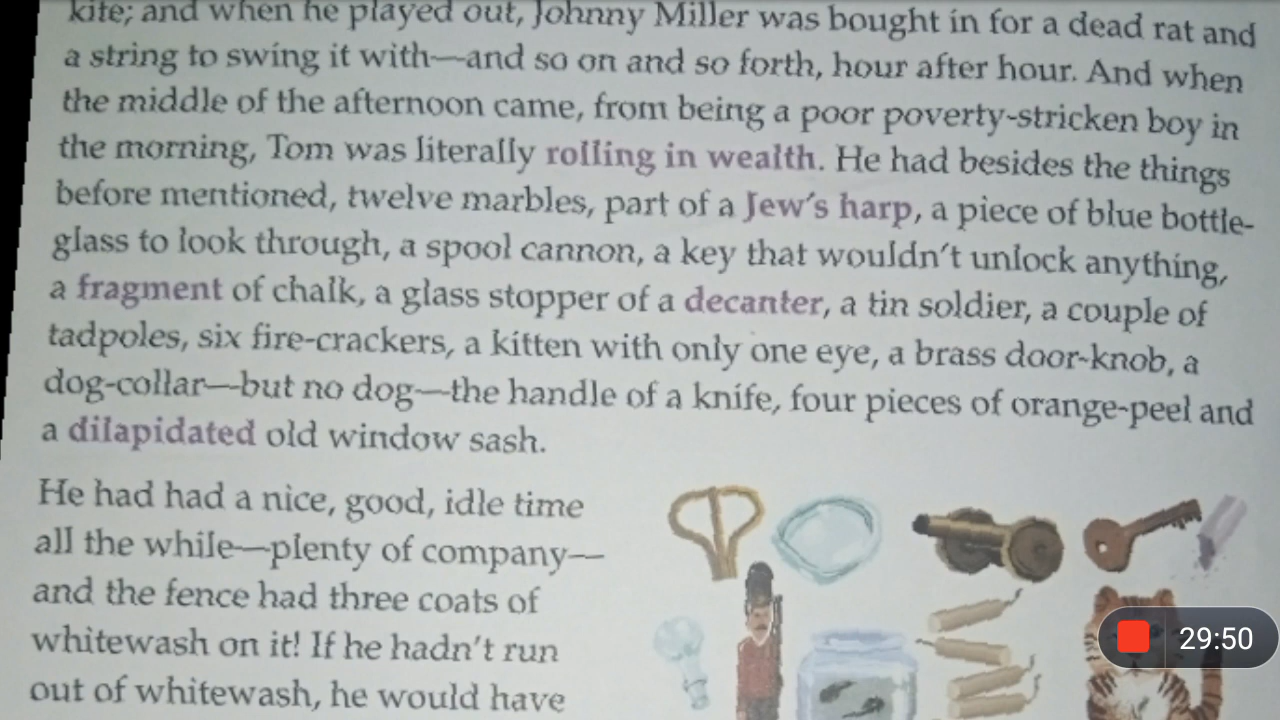 kite; and when he played out, Johnny Miller was bought in for a dead rat and
a string to swing it with—and so on and so forth, hour after hour. And when
the middle of the afternoon came, from being a poor poverty-stricken boy in
the morning, Tom was literally rolling in wealth. He had besides the things
before mentioned, twelve marbles, part of a Jew's harp, a piece of blue bottle-
glass to look through, a spool cannon, a key that wouldn't unlock anything,
a fragment of chalk, a glass stopper of a decanter, a tin soldier, a couple of
tadpoles, six fire-crackers, a kitten with only one eye, a brass door-knob, a
dog-collar—but no dog—the handle of a knife, four pieces of orange-peel and
a dilapidated old window sash.
He had had a nice, good, idle time
all the while—plenty of company—
and the fence had three coats of
whitewash on it! If he hadn't run
out of whitewash, he would have
29:50